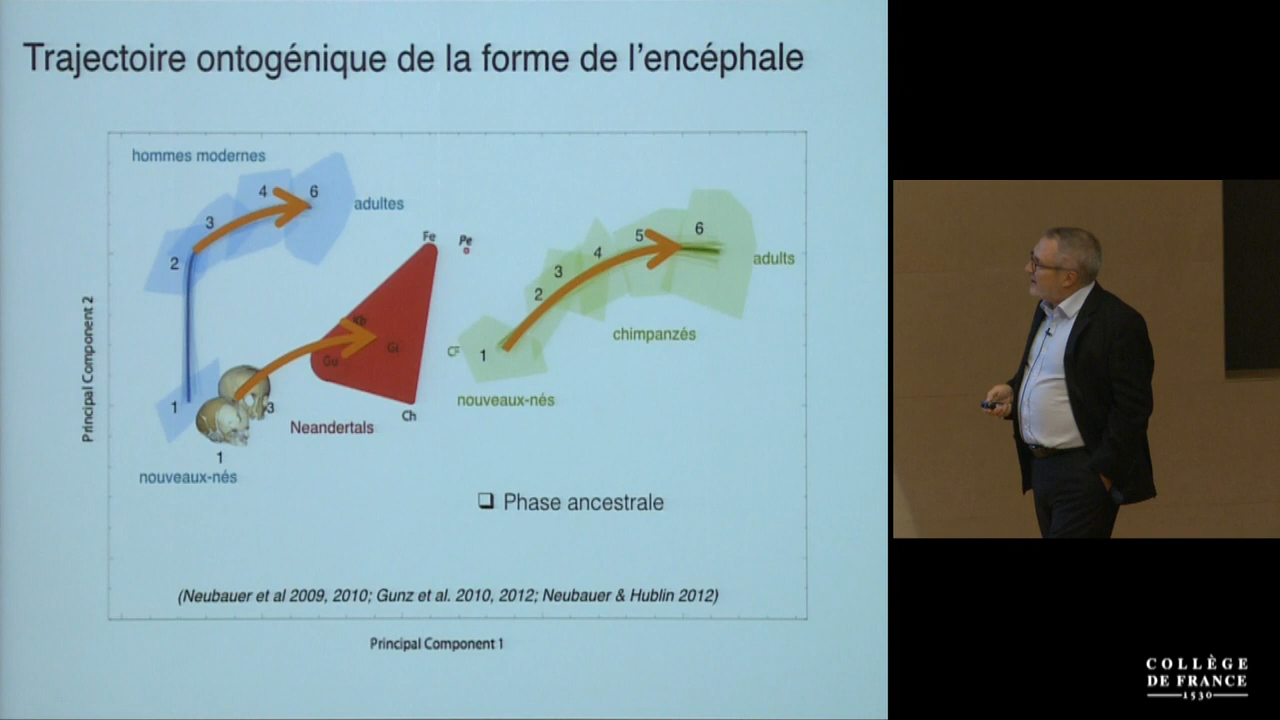 Trajectoire ontogénique de la forme de l'encéphale
hommes modernes
4
6
3
adultes
2
Fe
Pe
6
5
4
3
2
adults
Gu
1
chimpanzés
nouveaux-nés
1
3
Ch
Neandertals
1
nouveaux-nés
Principal Component 2
❑ Phase ancestrale
(Neubauer et al 2009, 2010; Gunz et al. 2010, 2012; Neubauer & Hublin 2012)
Principal Component 1
COLLÈGE
DE FRANCE
1530